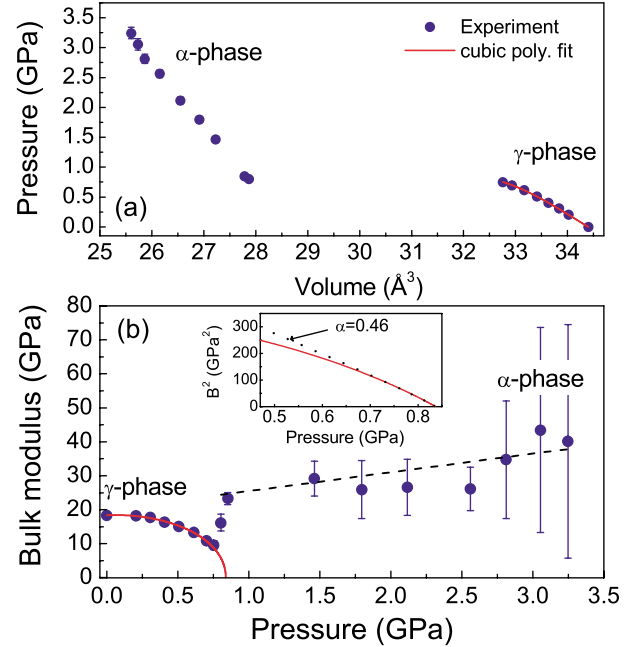 3.5
3.0
2.5
2.0
1.5
1.0
0.5
0.0
Pressure (GPa)
α-phase
Experiment
cubic poly. fit
γ-phase
(a)
25 26 27 28 29 30 31 32 33 34
Volume (Å³)
80
70
60
50
40
30
20
10
0
Bulk modulus (GPa)
(b)
300
200
100
0
B² (GPa²)
α=0.46
0.5 0.6 0.7 0.8
Pressure (GPa)
α-phase
γ-phase
0.0 0.5 1.0 1.5 2.0 2.5 3.0 3.5
Pressure (GPa)